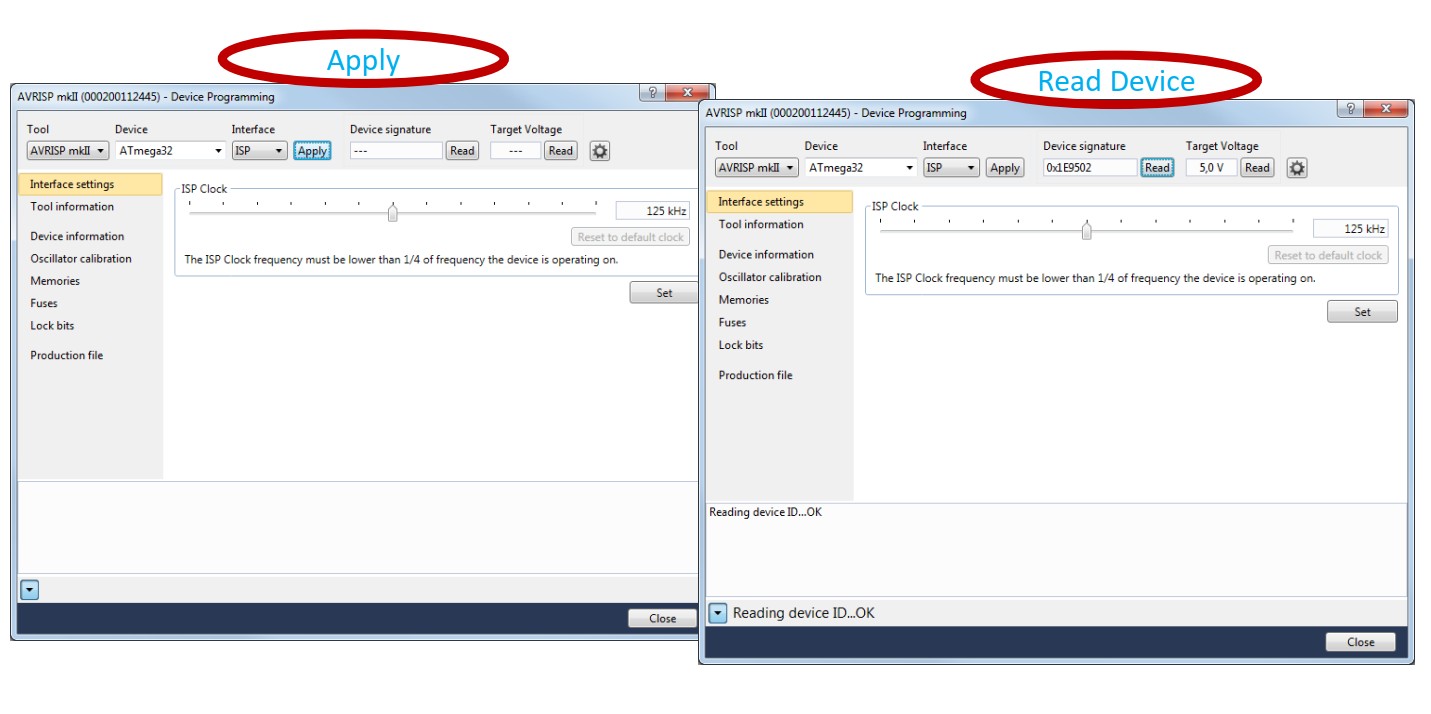 Apply
AVRISP mkII (000200112445) - Device Programming
Tool Device Interface Device signature Target Voltage
AVRISP mkII ATmega32 ISP Apply --- Read --- Read
Interface settings
Tool information
Device information
Oscillator calibration
Memories
Fuses
Lock bits
Production file
ISP Clock
125 kHz
Reset to default clock
The ISP Clock frequency must be lower than 1/4 of frequency the device is operating on.
Set
Close
Read Device
AVRISP mkII (000200112445) - Device Programming
Tool Device Interface Device signature Target Voltage
AVRISP mkII ATmega32 ISP Apply 0x1E9502 Read 5,0 V Read
Interface settings
Tool information
Device information
Oscillator calibration
Memories
Fuses
Lock bits
Production file
ISP Clock
125 kHz
Reset to default clock
The ISP Clock frequency must be lower than 1/4 of frequency the device is operating on.
Set
Reading device ID...OK
Reading device ID...OK
Close